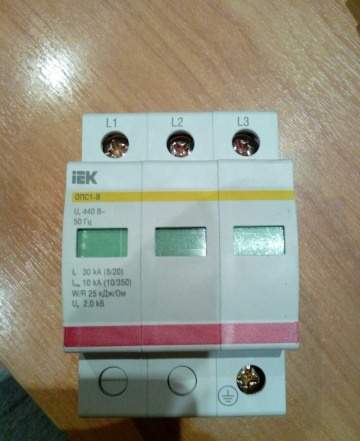 L1 L2 L3
IEK
ОПС1-В
Uc 440 В~
50 Гц
In 30 кА (8/20)
Iimp 10 кА (10/350)
W/R 25 кДж/Ом
Up 2,0 кВ